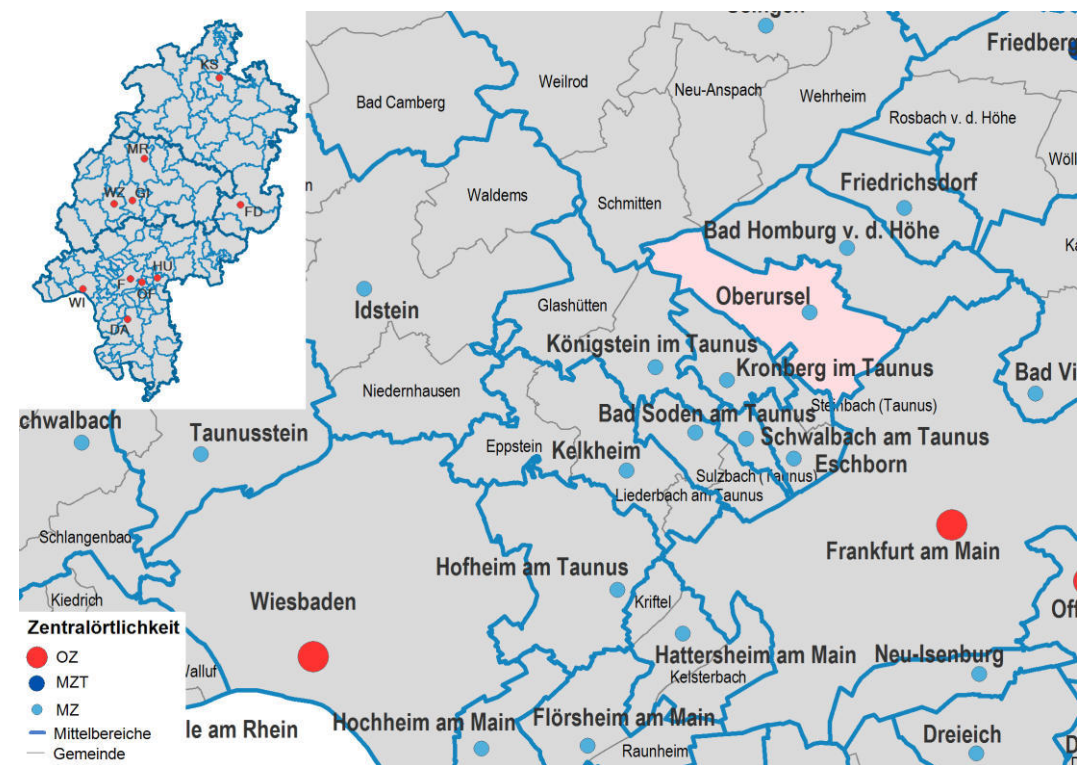 KS
MR
WZ
GI
FD
HU
F
OF
WI
DA
Friedberg
Weilrod
Neu-Anspach
Wehrheim
Bad Camberg
Rosbach v. d. Höhe
Friedrichsdorf
Waldems
Schmitten
Bad Homburg v. d. Höhe
Idstein
Glashütten
Oberursel
Königstein im Taunus
Kronberg im Taunus
Bad Vi
Niedernhausen
Steinbach (Taunus)
chwalbach
Taunusstein
Bad Soden am Taunus
Schwalbach am Taunus
Eppstein
Kelkheim
Eschborn
Sulzbach (Taunus)
Liederbach am Taunus
Schlangenbad
Frankfurt am Main
Hofheim am Taunus
Kiedrich
Wiesbaden
Kriftel
Off
Zentralörtlichkeit
OZ
MZT
MZ
Mittelbereiche
Gemeinde
Walluf
Hattersheim am Main
Neu-Isenburg
Kelsterbach
lle am Rhein
Hochheim am Main
Flörsheim am Main
Raunheim
Dreieich